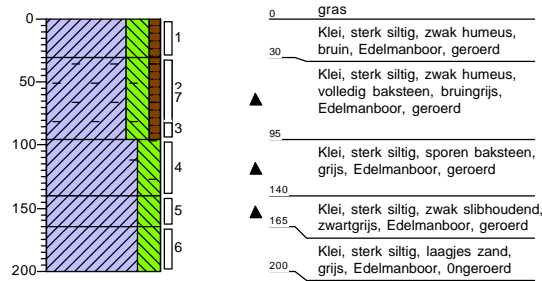 0
50
100
150
200
1
2
7
3
4
5
6
0
gras
Klei, sterk siltig, zwak humeus,
bruin, Edelmanboor, geroerd
30
Klei, sterk siltig, zwak humeus,
volledig baksteen, bruingrijs,
Edelmanboor, geroerd
95
Klei, sterk siltig, sporen baksteen,
grijs, Edelmanboor, geroerd
140
Klei, sterk siltig, zwak slibhoudend,
zwartgrijs, Edelmanboor, geroerd
165
Klei, sterk siltig, laagjes zand,
grijs, Edelmanboor, 0ngeroerd
200